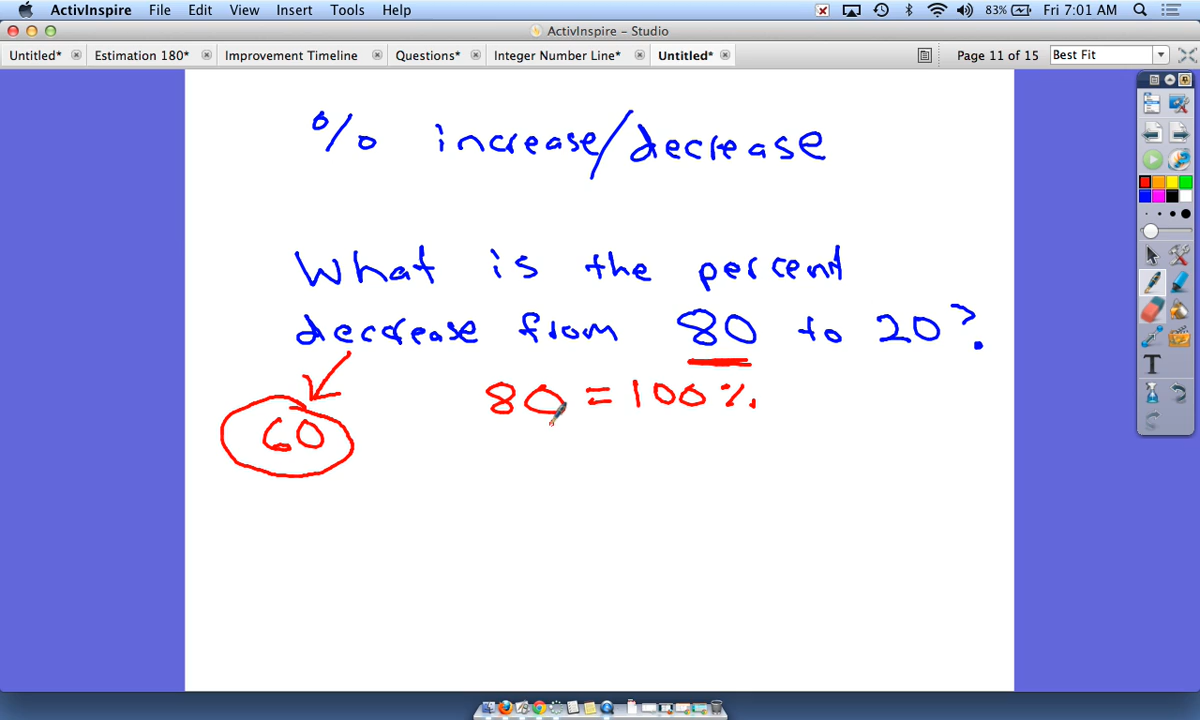 ActivInspire File Edit View Insert Tools Help 83% Fri 7:01 AM
ActivInspire – Studio
Untitled* Estimation 180* Improvement Timeline Questions* Integer Number Line* Untitled* Page 11 of 15 Best Fit
% increase/decrease
What is the percent
decrease from 80 to 20?
80 = 100%
60
T